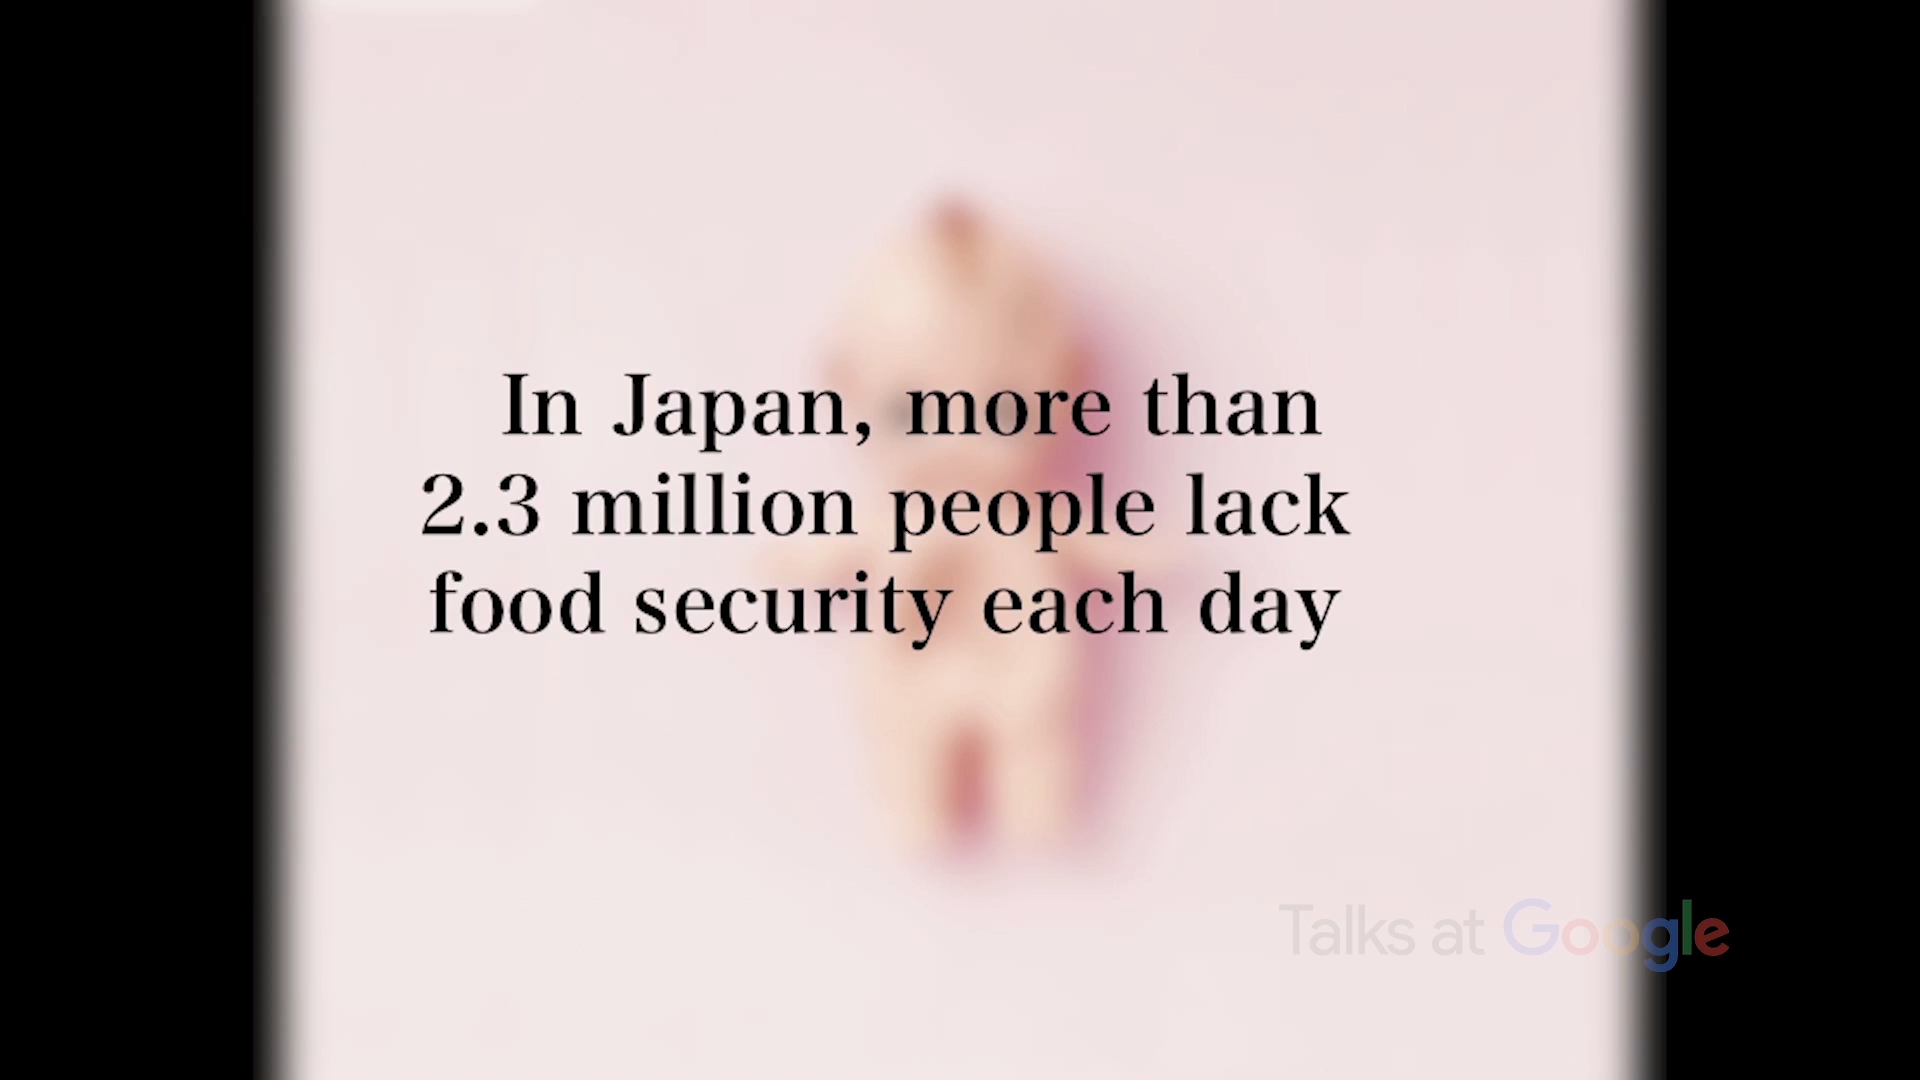 In Japan, more than
2.3 million people lack
food security each day
Talks at Google